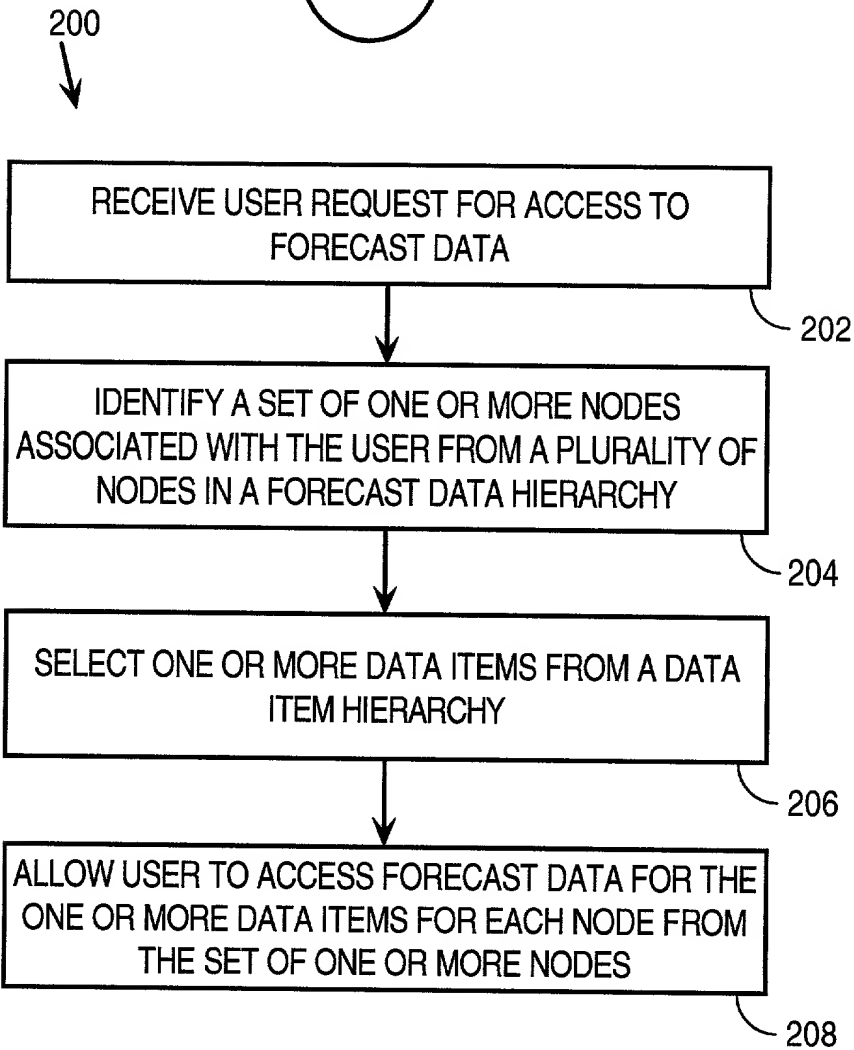 200
RECEIVE USER REQUEST FOR ACCESS TO
FORECAST DATA
202
IDENTIFY A SET OF ONE OR MORE NODES
ASSOCIATED WITH THE USER FROM A PLURALITY OF
NODES IN A FORECAST DATA HIERARCHY
204
SELECT ONE OR MORE DATA ITEMS FROM A DATA
ITEM HIERARCHY
206
ALLOW USER TO ACCESS FORECAST DATA FOR THE
ONE OR MORE DATA ITEMS FOR EACH NODE FROM
THE SET OF ONE OR MORE NODES
208